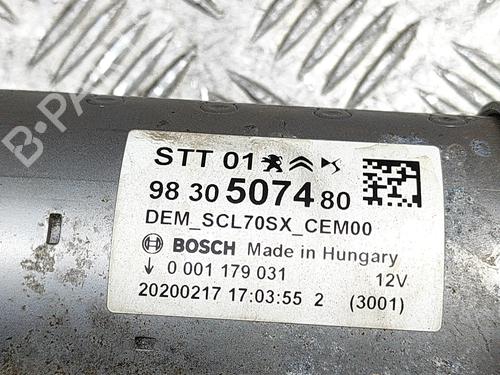 B-PARTS
STT 01
98 30 5074 80
DEM_SCL70SX_CEM00
BOSCH Made in Hungary
0 001 179 031 12V
20200217 17:03:55 2 (3001)